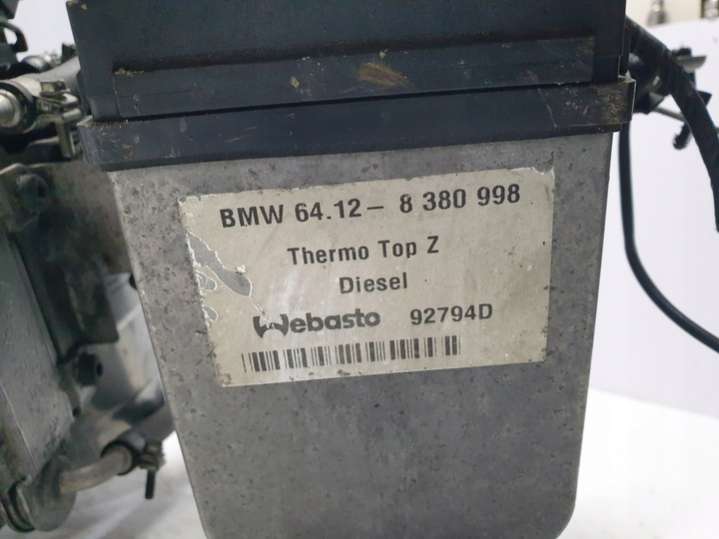 BMW 64.12 – 8 380 998
Thermo Top Z
Diesel
Webasto 92794D